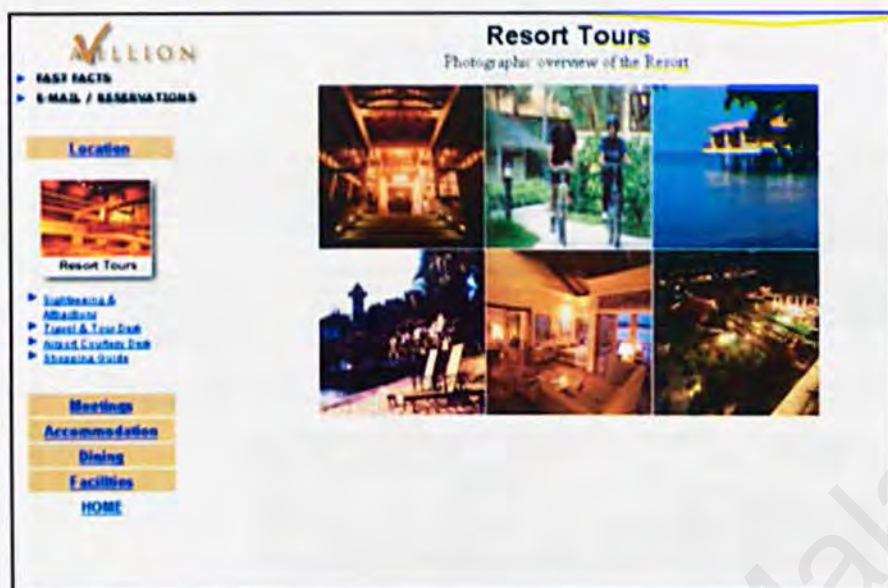 AVILLION
FAST FACTS
E-MAIL / RESERVATIONS
Location
Resort Tours
Sightseeing &
Attractions
Travel & Tour Desk
Airport Courtesy Desk
Shopping Guide
Meetings
Accommodation
Dining
Facilities
HOME
Resort Tours
Photographic overview of the Resort